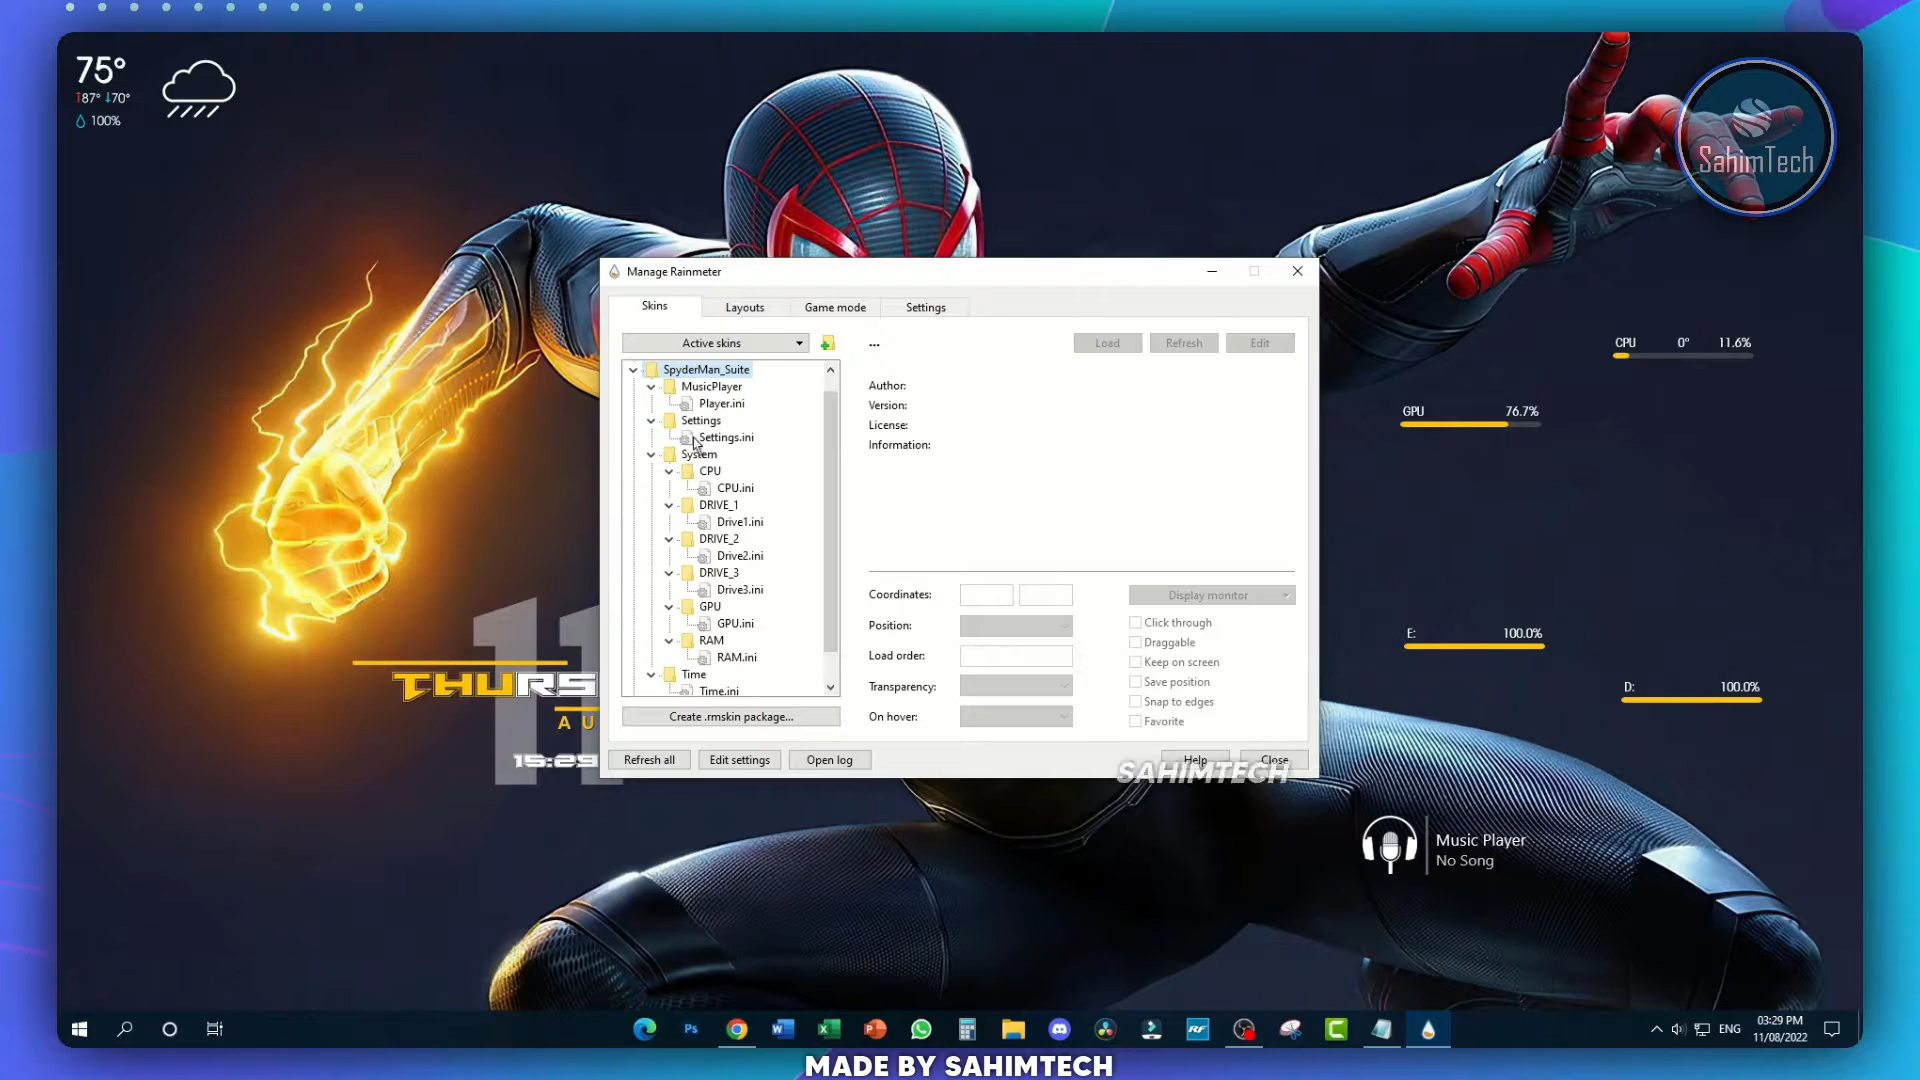 75°
↑87° ↓70°
100%
SahimTech
Manage Rainmeter
Skins
Layouts
Game mode
Settings
Active skins
...
Load
Refresh
Edit
SpyderMan_Suite
MusicPlayer
Player.ini
Settings
Settings.ini
System
CPU
CPU.ini
DRIVE_1
Drive1.ini
DRIVE_2
Drive2.ini
DRIVE_3
Drive3.ini
GPU
GPU.ini
RAM
RAM.ini
Time
Time.ini
Create .rmskin package...
Author:
Version:
License:
Information:
Coordinates:
Display monitor
Position:
Load order:
Transparency:
On hover:
Click through
Draggable
Keep on screen
Save position
Snap to edges
Favorite
Refresh all
Edit settings
Open log
Help
Close
SAHIMTECH
CPU 0° 11.6%
GPU 76.7%
E: 100.0%
D: 100.0%
11
THURS
AU
15:29
Music Player
No Song
Ps
RF
ENG
03:29 PM
11/08/2022
MADE BY SAHIMTECH